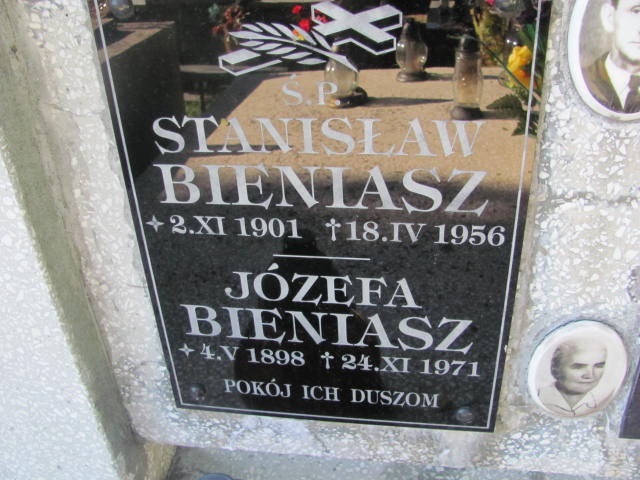 Ś.P.
STANISŁAW
BIENIASZ
✦2.XI 1901 †18.IV 1956
JÓZEFA
BIENIASZ
✦4.V 1898 †24.XI 1971
POKÓJ ICH DUSZOM